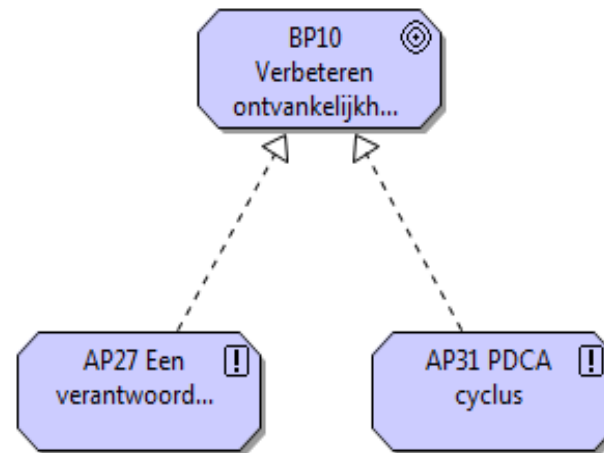 BP10
Verbeteren
ontvankelijkh...
AP27 Een
verantwoord...
AP31 PDCA
cyclus